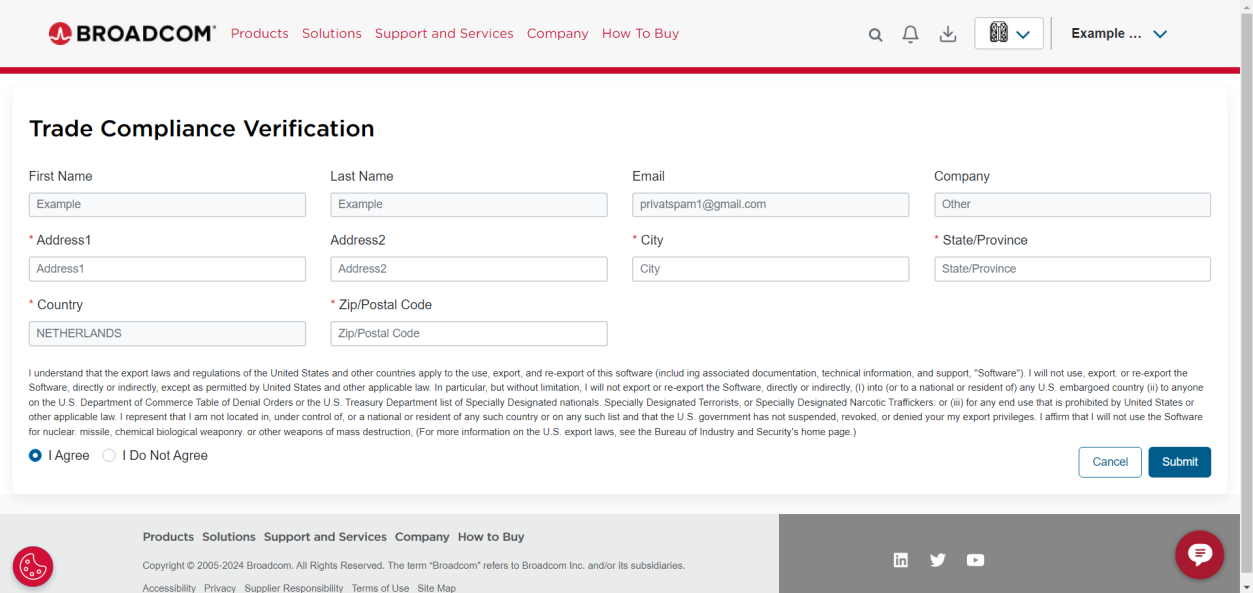 BROADCOM® Products Solutions Support and Services Company How To Buy Example ...
Trade Compliance Verification
First Name Last Name Email Company
Example Example privatspam1@gmail.com Other
* Address1 Address2 * City * State/Province
Address1 Address2 City State/Province
* Country * Zip/Postal Code
NETHERLANDS Zip/Postal Code
I understand that the export laws and regulations of the United States and other countries apply to the use, export, and re-export of this software (includ ing associated documentation, technical information, and support, "Software"). I will not use, export. or re-export the
Software, directly or indirectly, except as permitted by United States and other applicable law. In particular, but without limitation, I will not export or re-export the Software, directly or indirectly, (I) into (or to a national or resident of) any U.S. embargoed country (ii) to anyone
on the U.S. Department of Commerce Table of Denial Orders or the U.S. Treasury Department list of Specially Designated nationals. Specially Designated Terrorists, or Specially Designated Narcotic Traffickers: or (iii) for any end use that is prohibited by United States or
other applicable law. I represent that I am not located in, under control of, or a national or resident of any such country or on any such list and that the U.S. government has not suspended, revoked, or denied your my export privileges. I affirm that I will not use the Software
for nuclear. missile, chemical biological weaponry. or other weapons of mass destruction, (For more information on the U.S. export laws, see the Bureau of Industry and Security's home page.)
I Agree I Do Not Agree Cancel Submit
Products Solutions Support and Services Company How to Buy
Copyright © 2005-2024 Broadcom. All Rights Reserved. The term “Broadcom” refers to Broadcom Inc. and/or its subsidiaries.
Accessibility Privacy Supplier Responsibility Terms of Use Site Map